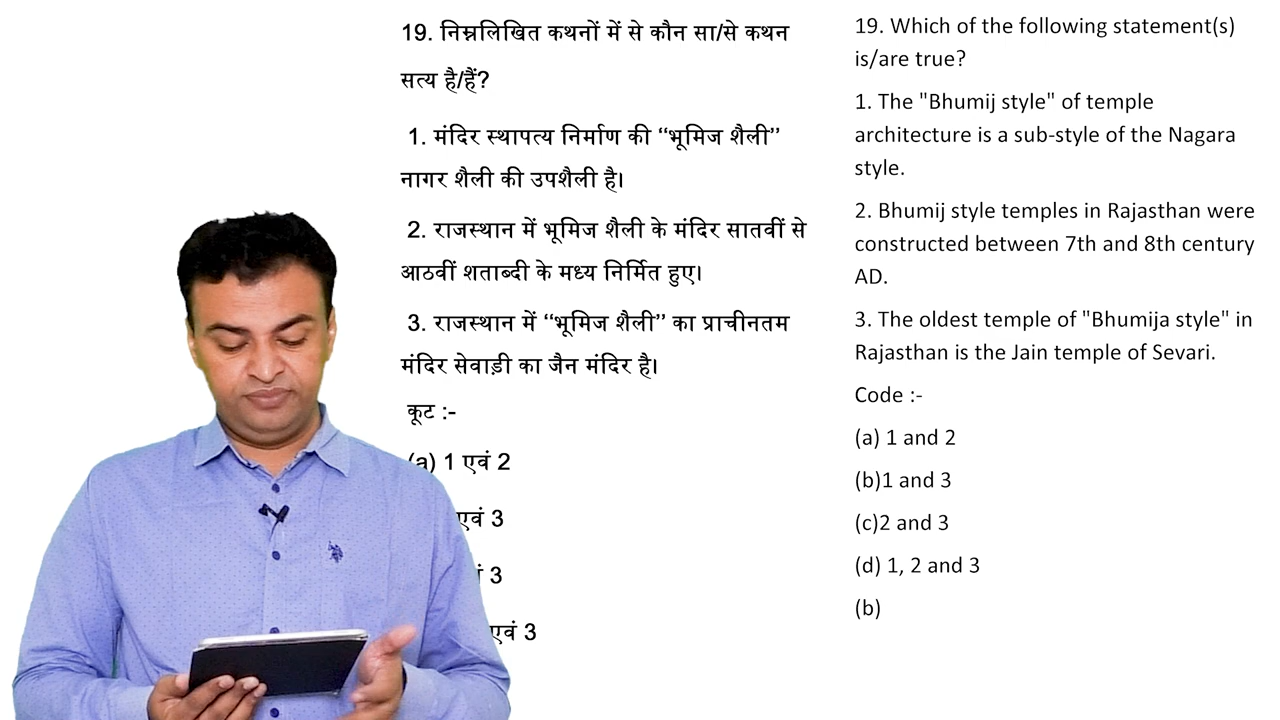 19. निम्नलिखित कथनों में से कौन सा/से कथन
सत्य है/हैं?
1. मंदिर स्थापत्य निर्माण की “भूमिज शैली”
नागर शैली की उपशैली है।
2. राजस्थान में भूमिज शैली के मंदिर सातवीं से
आठवीं शताब्दी के मध्य निर्मित हुए।
3. राजस्थान में “भूमिज शैली” का प्राचीनतम
मंदिर सेवाड़ी का जैन मंदिर है।
कूट :-
(a) 1 एवं 2
एवं 3
3
एवं 3
19. Which of the following statement(s)
is/are true?
1. The "Bhumij style" of temple
architecture is a sub-style of the Nagara
style.
2. Bhumij style temples in Rajasthan were
constructed between 7th and 8th century
AD.
3. The oldest temple of "Bhumija style" in
Rajasthan is the Jain temple of Sevari.
Code :-
(a) 1 and 2
(b)1 and 3
(c)2 and 3
(d) 1, 2 and 3
(b)